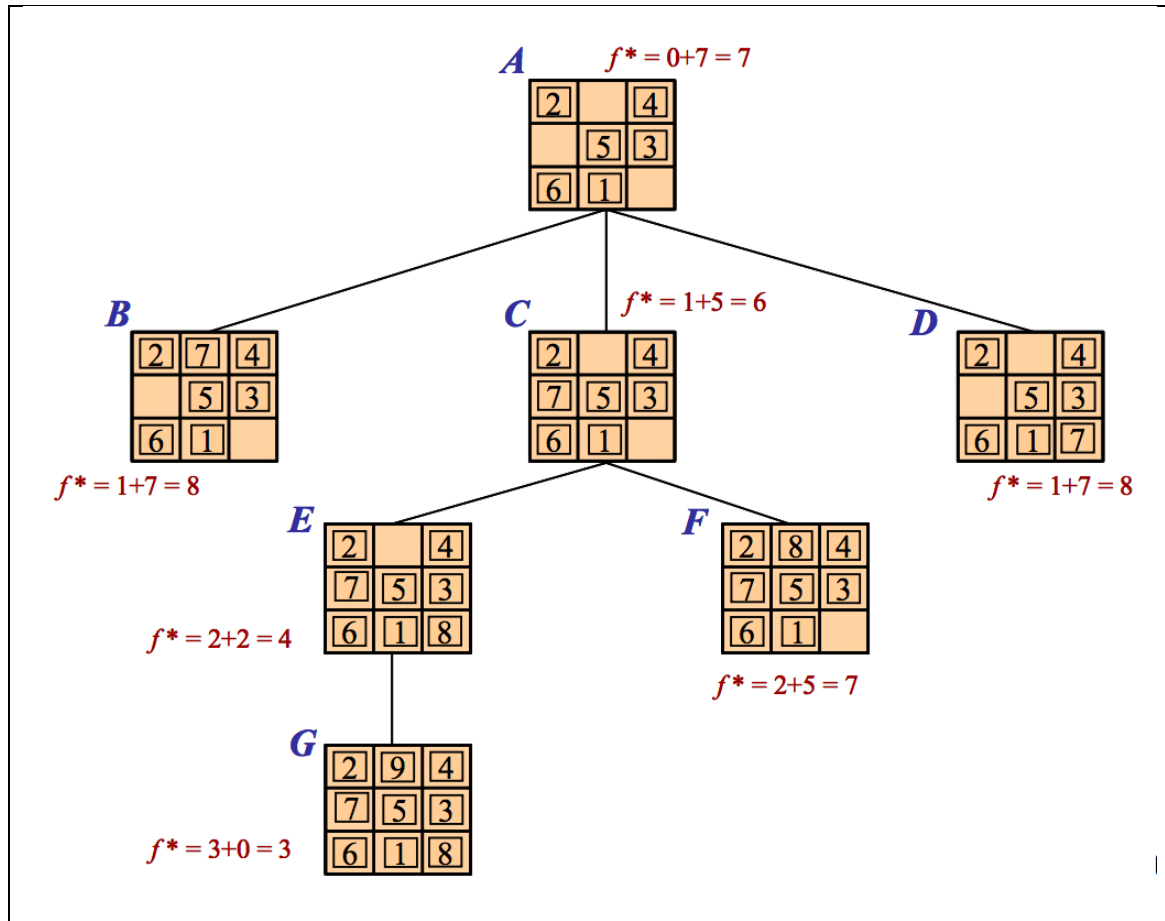 A f* = 0+7 = 7
2 4
5 3
6 1
B C f* = 1+5 = 6 D
2 7 4
5 3
6 1
f* = 1+7 = 8
2 4
7 5 3
6 1
2 4
5 3
6 1 7
f* = 1+7 = 8
E F
2 4
7 5 3
6 1 8
f* = 2+2 = 4
2 8 4
7 5 3
6 1
f* = 2+5 = 7
G
2 9 4
7 5 3
6 1 8
f* = 3+0 = 3